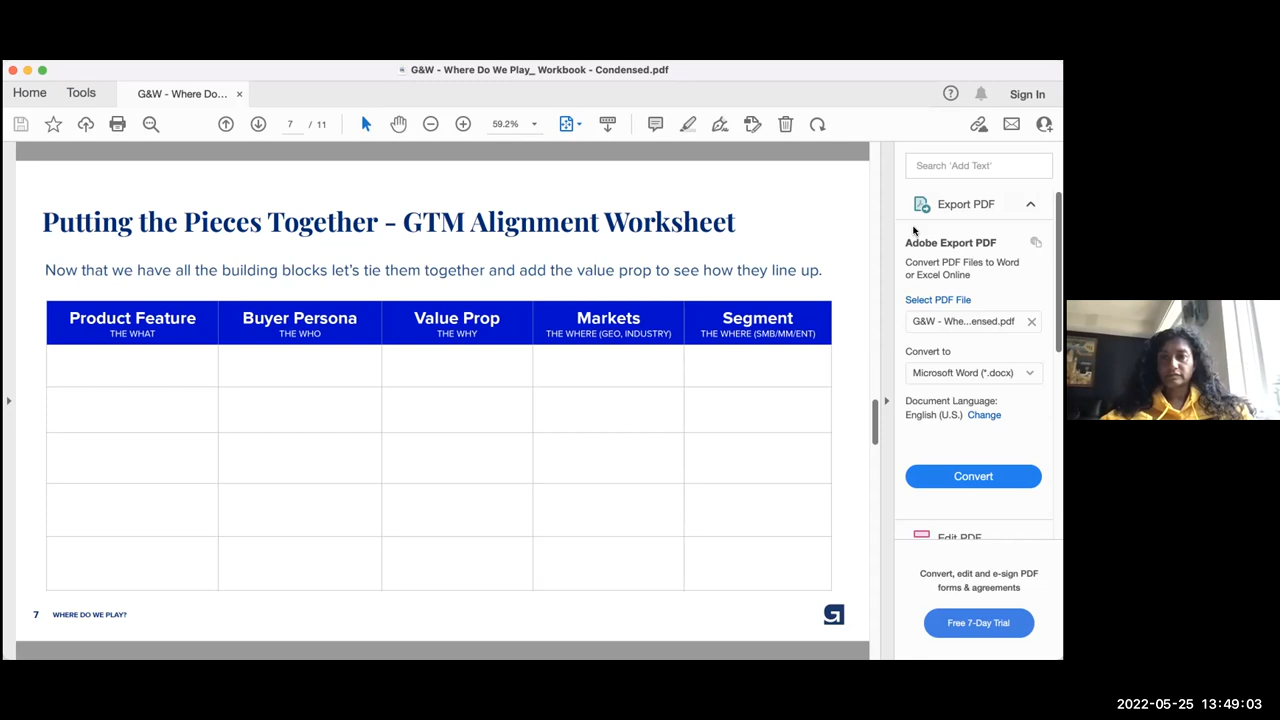 G&W - Where Do We Play_ Workbook - Condensed.pdf
Home
Tools
G&W - Where Do... ×
Sign In
7 / 11
59.2%
Search 'Add Text'
Export PDF
Adobe Export PDF
Convert PDF Files to Word
or Excel Online
Select PDF File
G&W - Whe...ensed.pdf
Convert to
Microsoft Word (*.docx)
Document Language:
English (U.S.) Change
Convert
Edit PDF
Convert, edit and e-sign PDF
forms & agreements
Free 7-Day Trial
Putting the Pieces Together - GTM Alignment Worksheet
Now that we have all the building blocks let's tie them together and add the value prop to see how they line up.
Product Feature
THE WHAT
Buyer Persona
THE WHO
Value Prop
THE WHY
Markets
THE WHERE (GEO, INDUSTRY)
Segment
THE WHERE (SMB/MM/ENT)
7 WHERE DO WE PLAY?
G
2022-05-25 13:49:03